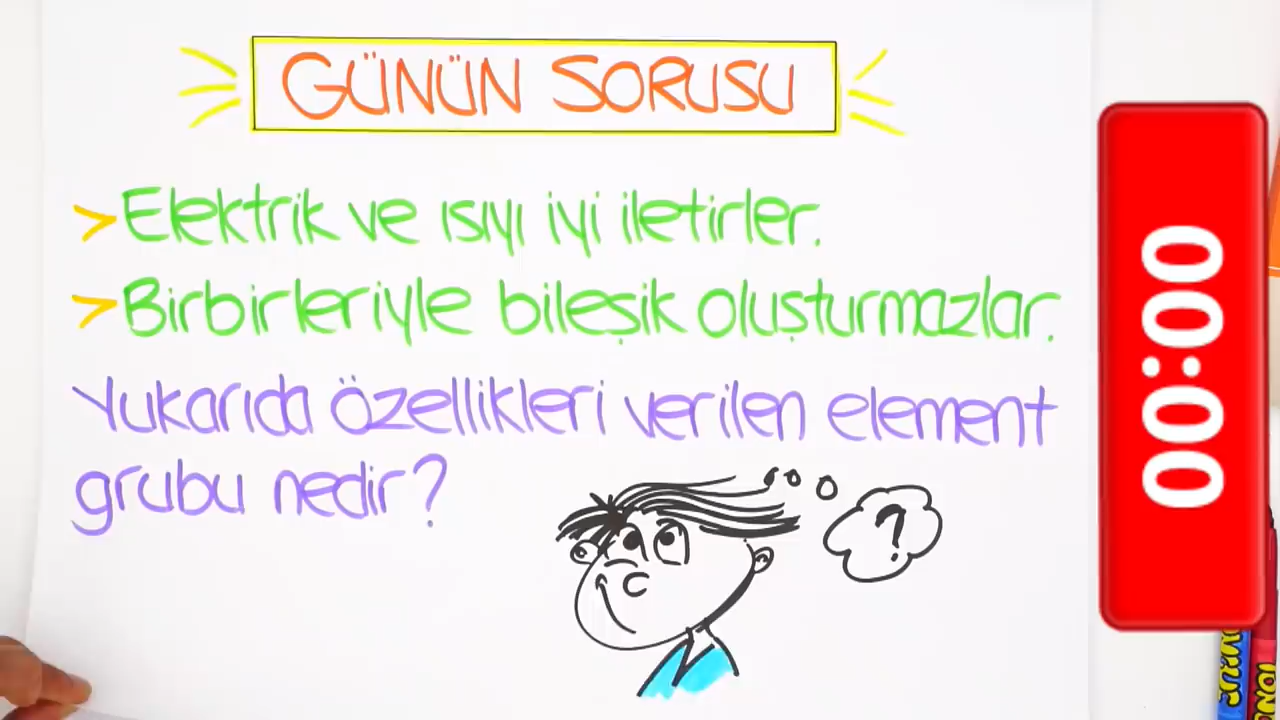 GÜNÜN SORUSU
> Elektrik ve ısıyı iyi iletirler.
> Birbirleriyle bileşik oluşturmazlar.
Yukarıda özellikleri verilen element
grubu nedir?
?
00:00